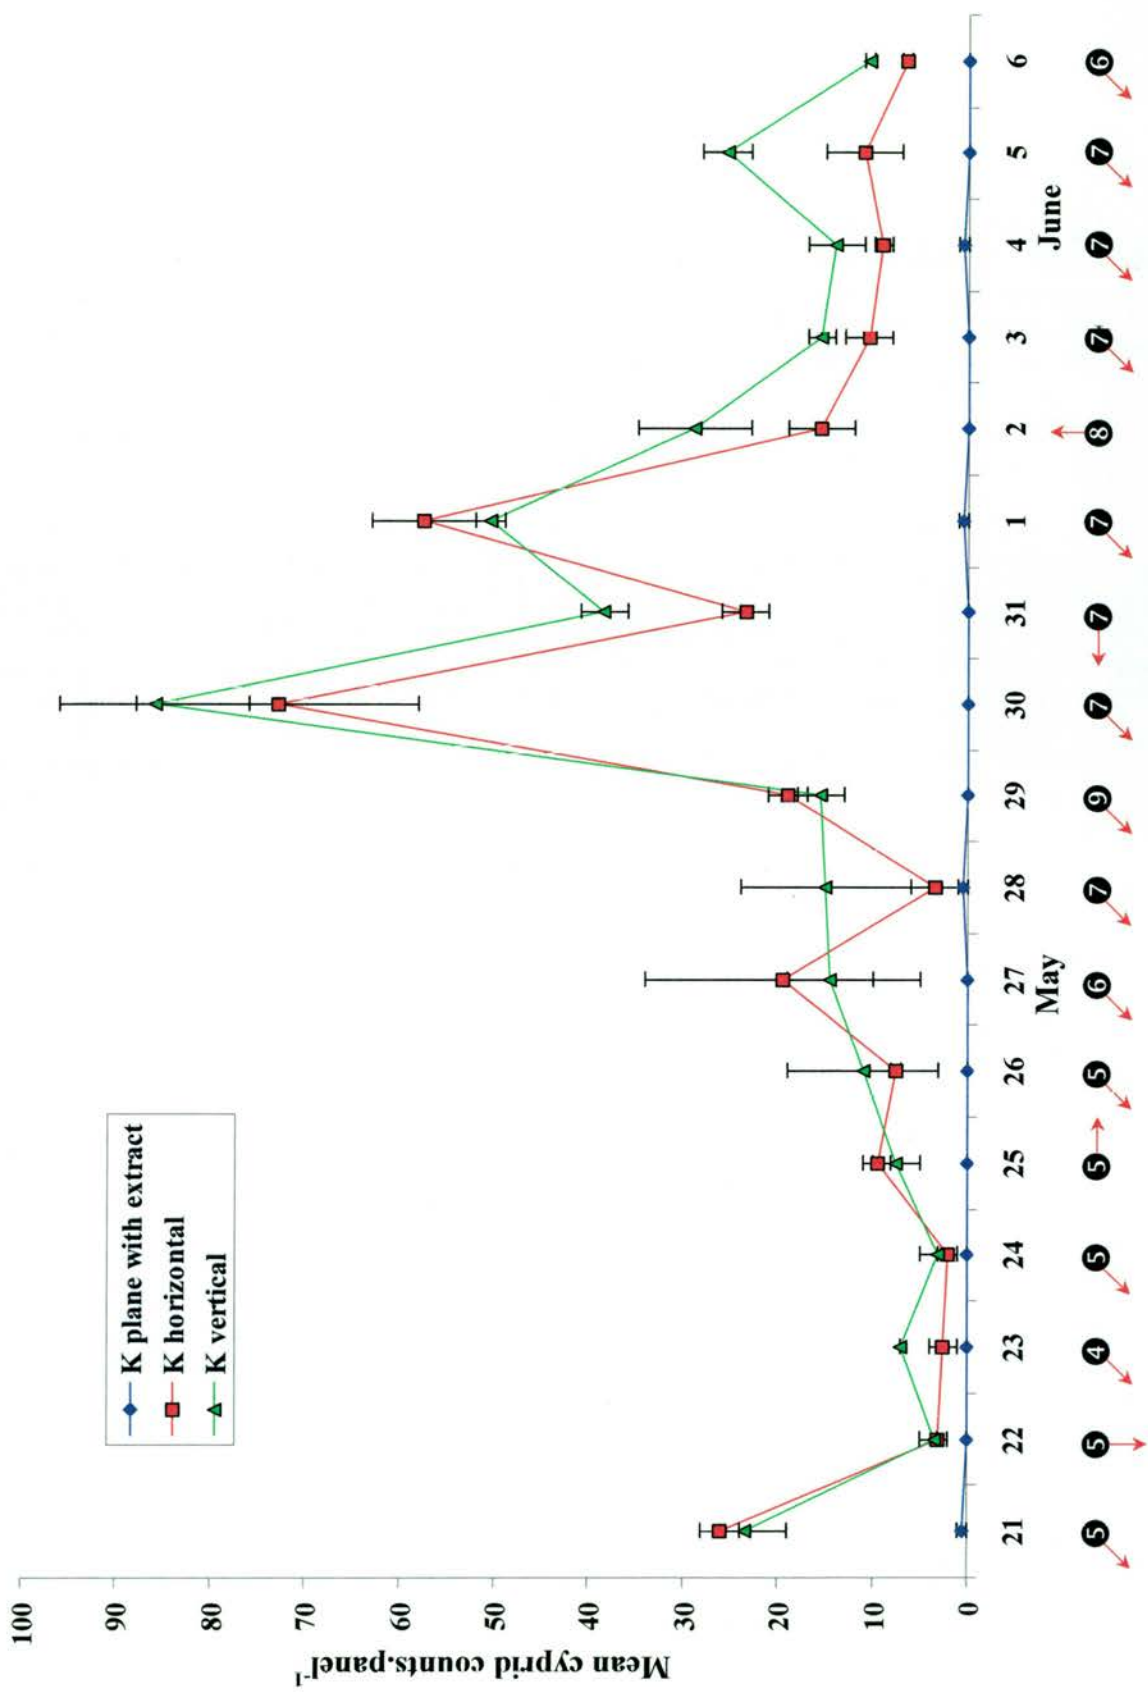 K plane with extract
K horizontal
K vertical
Mean cyprid counts.panel⁻¹
100
90
80
70
60
50
40
30
20
10
0
21 22 23 24 25 26 27 28 29 30 31 1 2 3 4 5 6
May June
5 5 4 5 5 5 6 7 9 7 7 7 8 7 7 7 6